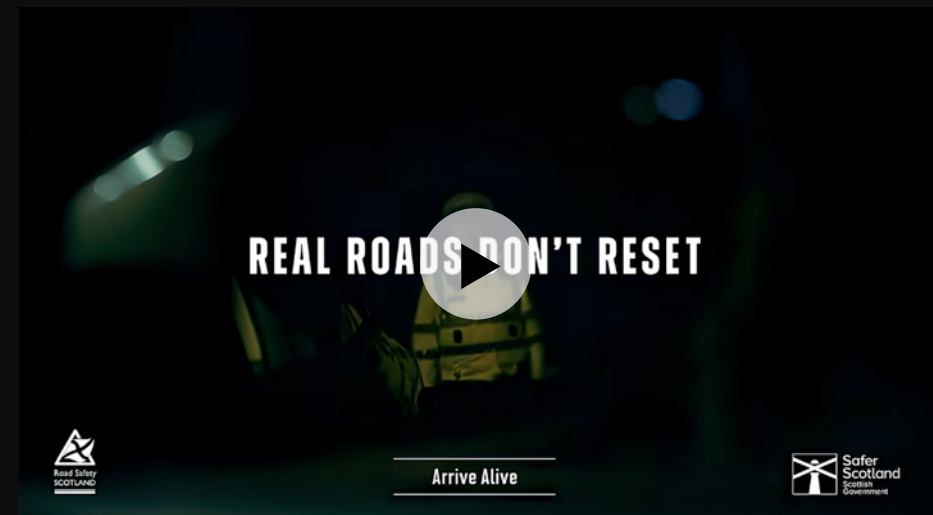 REAL ROADS DON'T RESET
Road Safety
SCOTLAND
Arrive Alive
Safer
Scotland
Scottish
Government